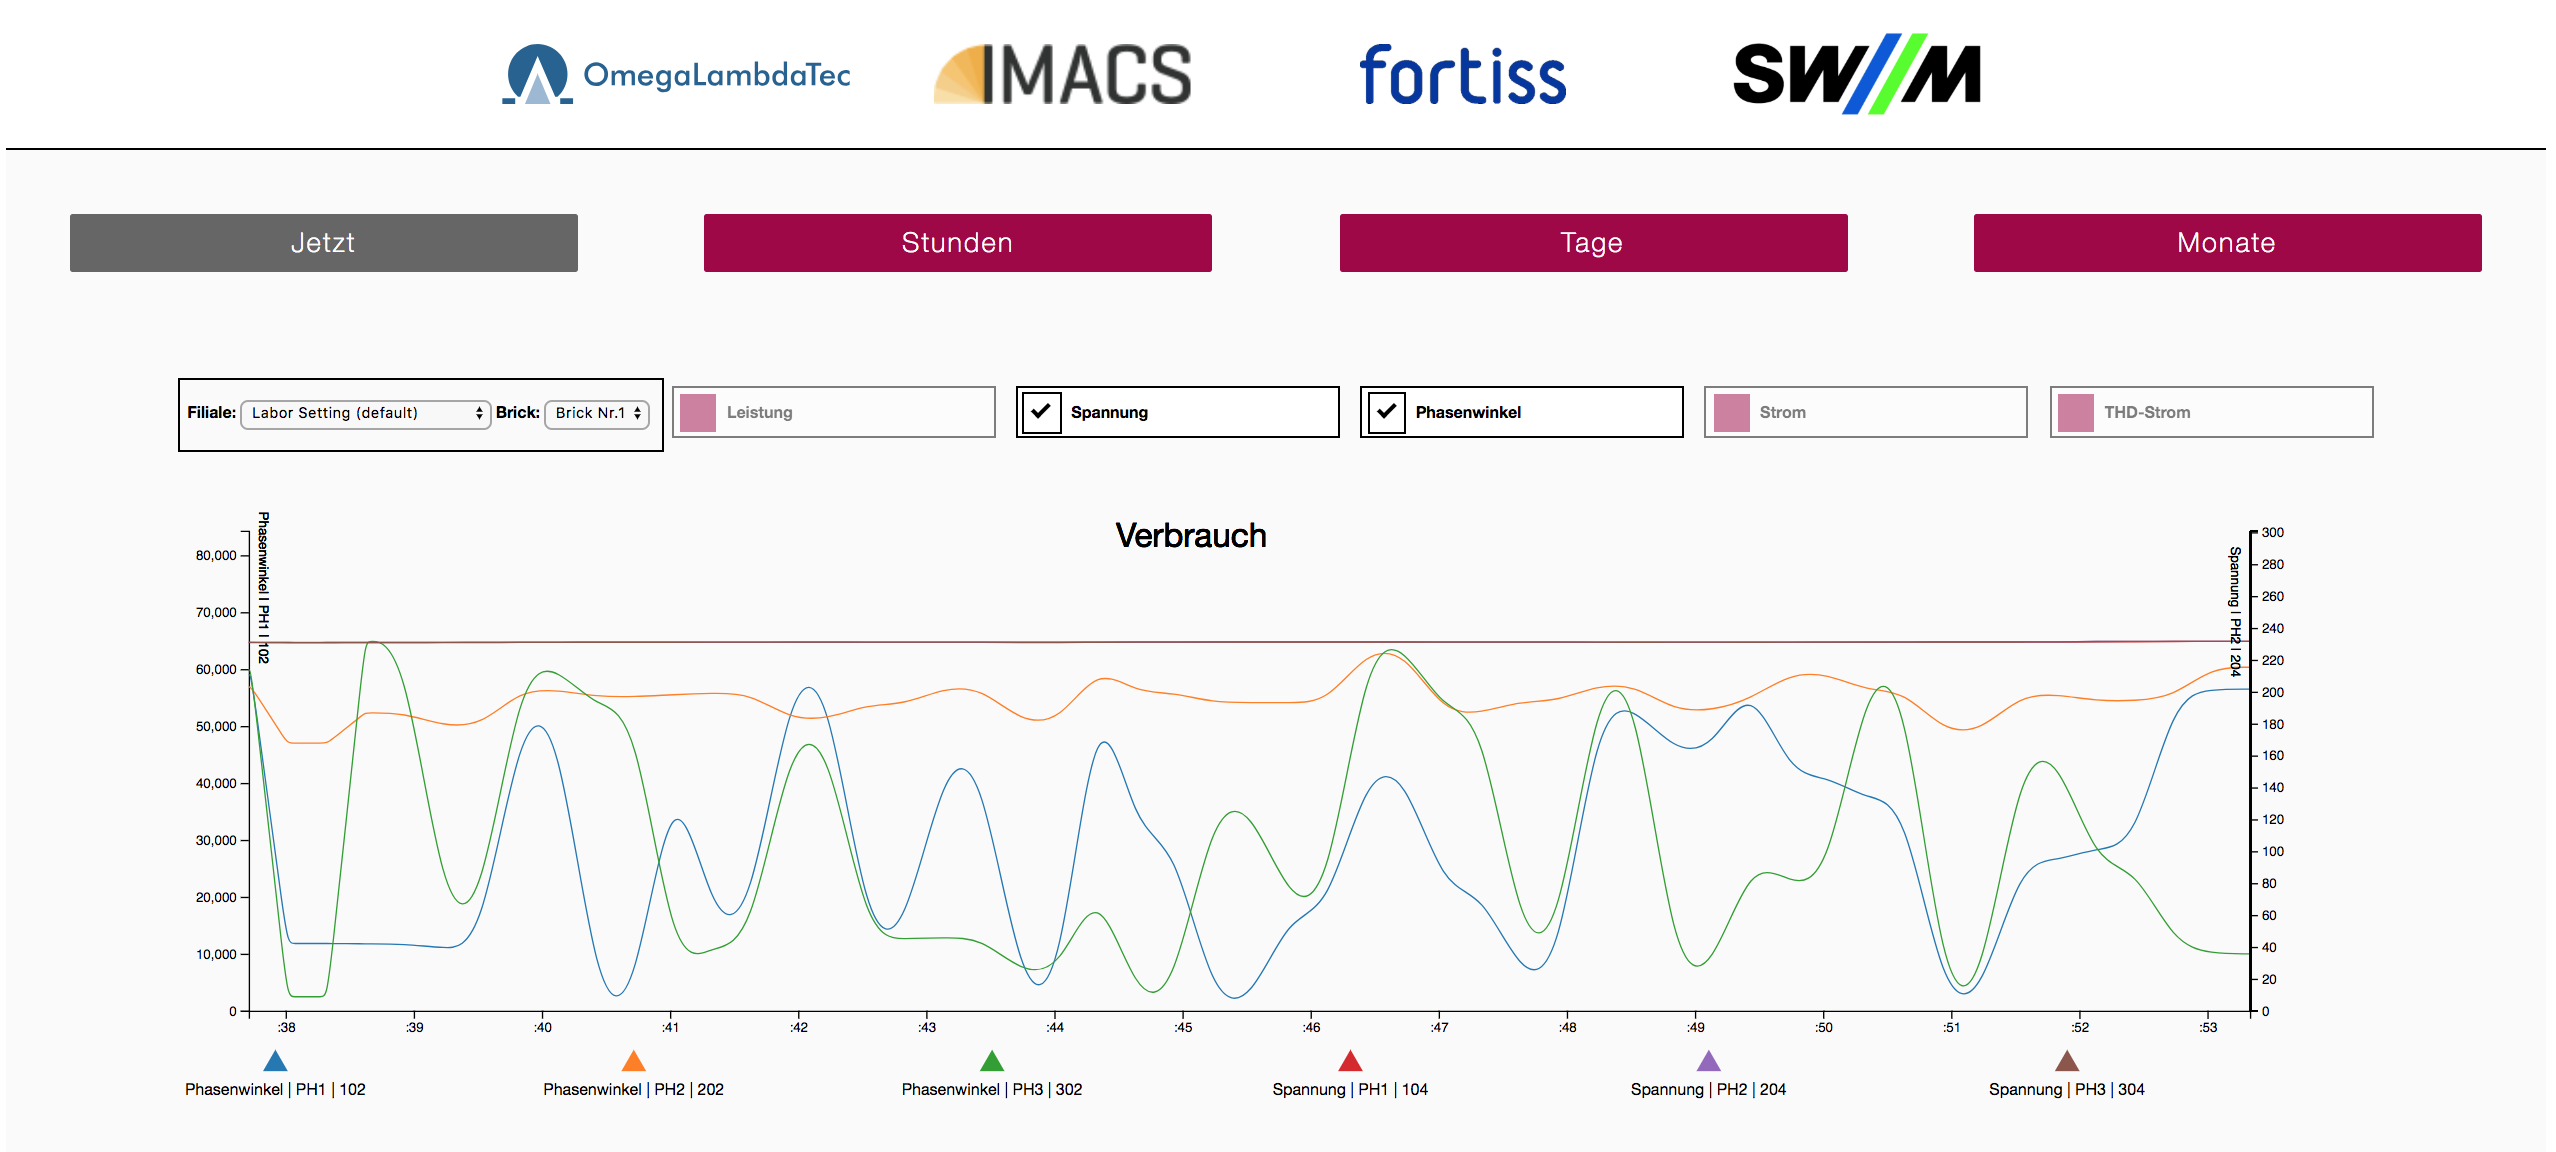 OmegaLambdaTec
IMACS
fortiss
SW//M
Jetzt
Stunden
Tage
Monate
Filiale: Labor Setting (default) Brick: Brick Nr.1
Leistung
Spannung
Phasenwinkel
Strom
THD-Strom
Verbrauch
Phasenwinkel | PH1 | 102
80,000
70,000
60,000
50,000
40,000
30,000
20,000
10,000
0
Spannung | PH2 | 204
300
280
260
240
220
200
180
160
140
120
100
80
60
40
20
0
:38 :39 :40 :41 :42 :43 :44 :45 :46 :47 :48 :49 :50 :51 :52 :53
Phasenwinkel | PH1 | 102
Phasenwinkel | PH2 | 202
Phasenwinkel | PH3 | 302
Spannung | PH1 | 104
Spannung | PH2 | 204
Spannung | PH3 | 304